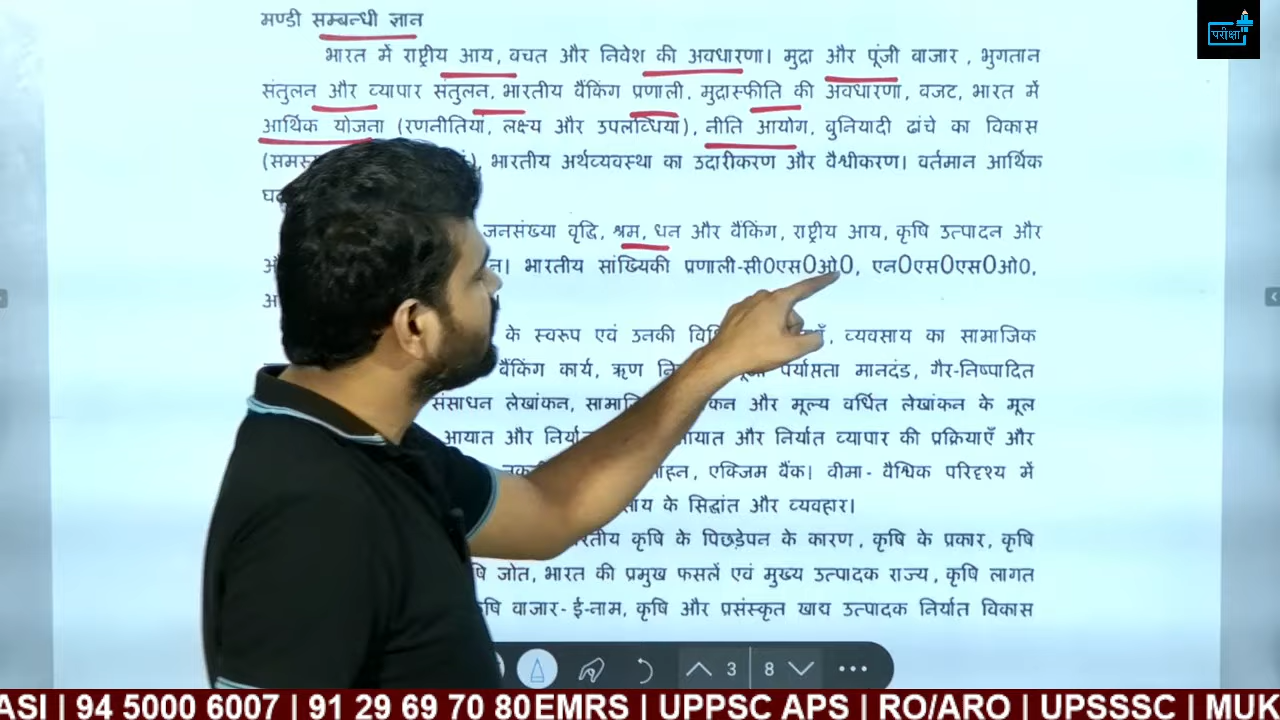 परीक्षा
मण्डी सम्बन्धी ज्ञान
भारत में राष्ट्रीय आय, बचत और निवेश की अवधारणा। मुद्रा और पूंजी बाजार , भुगतान
संतुलन और व्यापार संतुलन, भारतीय बैंकिंग प्रणाली. मुद्रास्फीति की अवधारणा, बजट, भारत में
आर्थिक योजना (रणनीतियां, लक्ष्य और उपलब्धियां), नीति आयोग, बुनियादी ढांचे का विकास
भारतीय अर्थव्यवस्था का उदारीकरण और वैश्वीकरण। वर्तमान आर्थिक
जनसंख्या वृद्धि, श्रम, धन और बैंकिंग, राष्ट्रीय आय, कृषि उत्पादन और
भारतीय सांख्यिकी प्रणाली-सी0एस0ओ0, एन0एस0एस0ओ0,
के स्वरूप एवं उनकी व्यवसाय का सामाजिक
बैंकिंग कार्य, ऋण पर्याप्तता मानदंड, गैर-निष्पादित
संसाधन लेखांकन, और मूल्य वर्धित लेखांकन के मूल
आयात और आयात और निर्यात व्यापार की प्रक्रियाएँ और
एक्जिम बैंक। बीमा- वैश्विक परिदृश्य में
के सिद्धांत और व्यवहार।
कृषि के पिछड़ेपन के कारण , कृषि के प्रकार, कृषि
जोत, भारत की प्रमुख फसलें एवं मुख्य उत्पादक राज्य , कृषि लागत
बाजार- ई-नाम, कृषि और प्रसंस्कृत खाद्य उत्पादक निर्यात विकास
3 8
ASI | 94 5000 6007 | 91 29 69 70 80EMRS | UPPSC APS | RO/ARO | UPSSSC | MUK